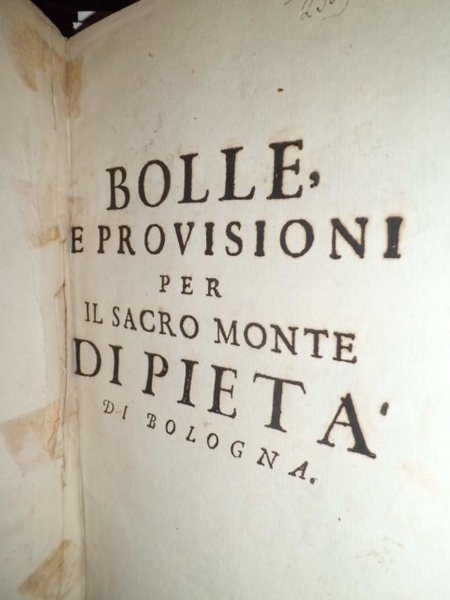 BOLLE,
E PROVISIONI
PER
IL SACRO MONTE
DI PIETA'
DI BOLOGNA.